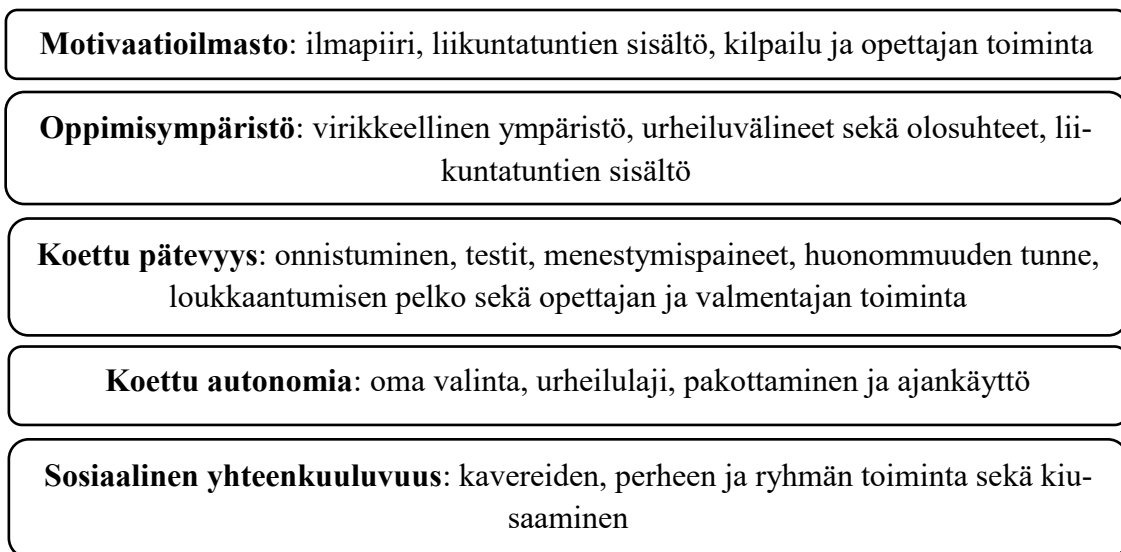 Motivaatioilmasto: ilmapiiri, liikuntatuntien sisältö, kilpailu ja opettajan toiminta
Oppimisympäristö: virikkeellinen ympäristö, urheiluvälineet sekä olosuhteet, lii-
kuntatuntien sisältö
Koettu pätevyys: onnistuminen, testit, menestymispaineet, huonommuuden tunne,
loukkaantumisen pelko sekä opettajan ja valmentajan toiminta
Koettu autonomia: oma valinta, urheilulaji, pakottaminen ja ajankäyttö
Sosiaalinen yhteenkuuluvuus: kavereiden, perheen ja ryhmän toiminta sekä kiu-
saaminen